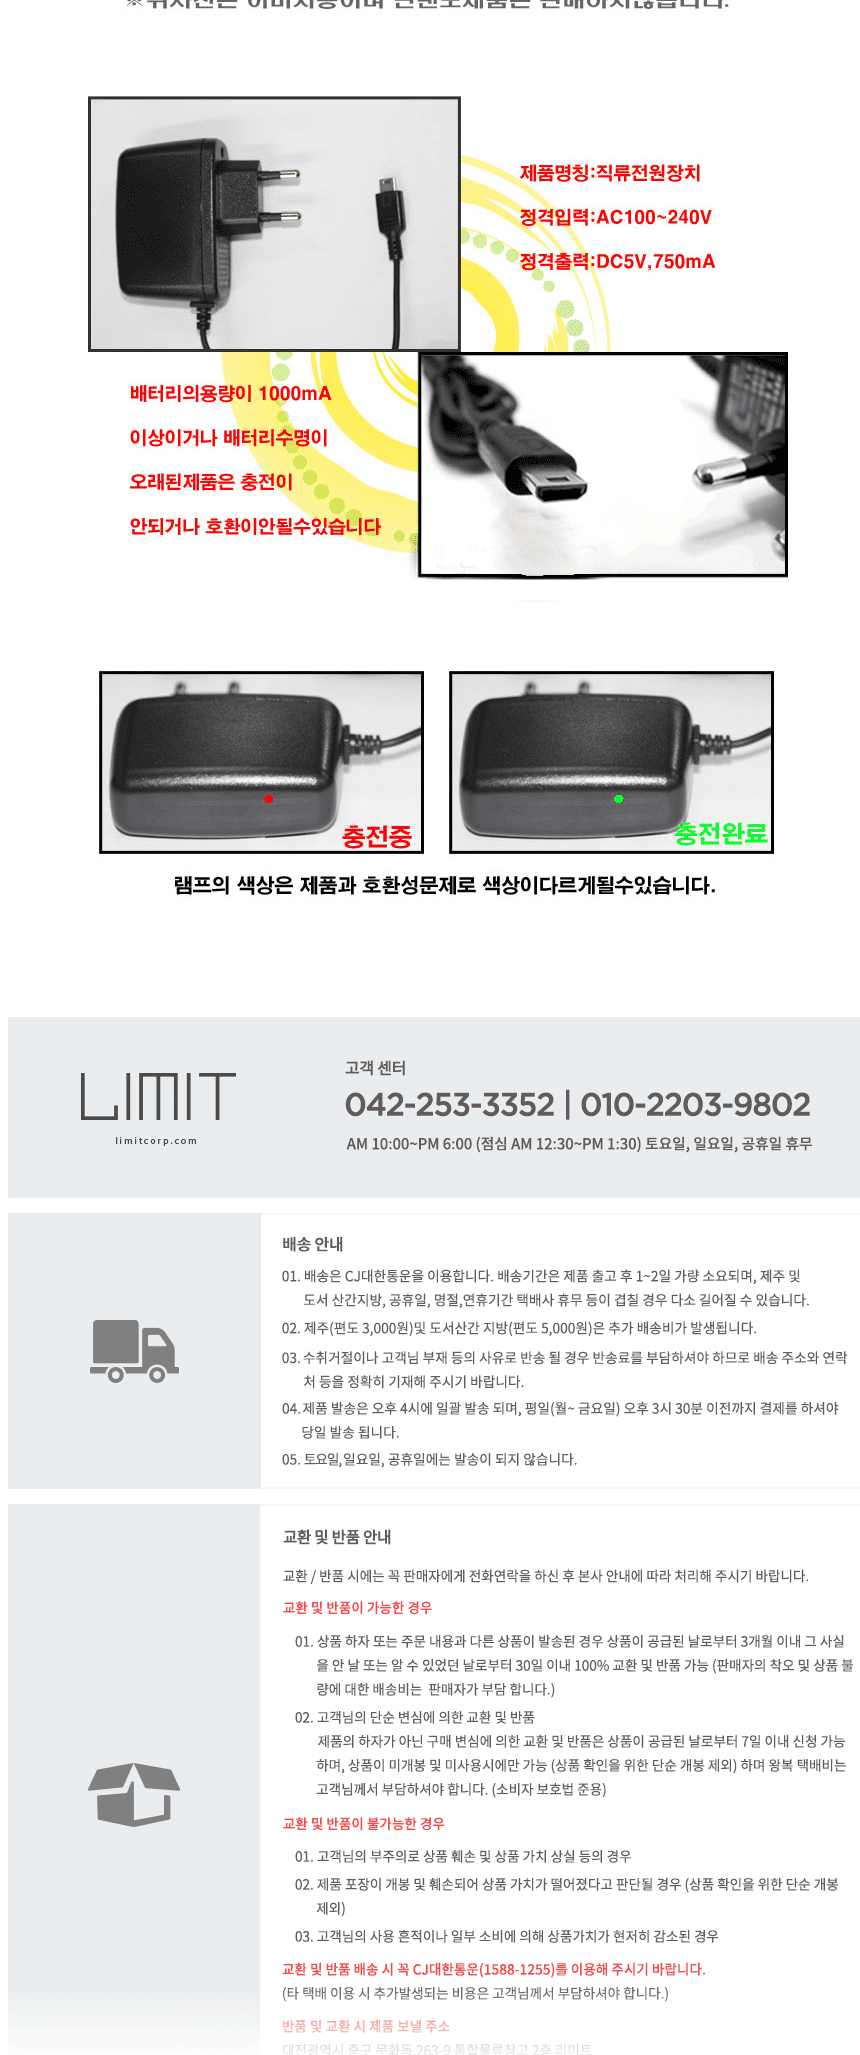 제품명칭:직류전원장치
정격입력:AC100~240V
정격출력:DC5V,750mA
배터리의용량이 1000mA
이상이거나 배터리수명이
오래된제품은 충전이
안되거나 호환이안될수있습니다
충전중
충전완료
램프의 색상은 제품과 호환성문제로 색상이다르게될수있습니다.
LIMIT
limitcorp.com
고객 센터
042-253-3352 | 010-2203-9802
AM 10:00~PM 6:00 (점심 AM 12:30~PM 1:30) 토요일, 일요일, 공휴일 휴무
배송 안내
01. 배송은 CJ대한통운을 이용합니다. 배송기간은 제품 출고 후 1~2일 가량 소요되며, 제주 및
도서 산간지방, 공휴일, 명절,연휴기간 택배사 휴무 등이 겹칠 경우 다소 길어질 수 있습니다.
02. 제주(편도 3,000원)및 도서산간 지방(편도 5,000원)은 추가 배송비가 발생됩니다.
03. 수취거절이나 고객님 부재 등의 사유로 반송 될 경우 반송료를 부담하셔야 하므로 배송 주소와 연락
처 등을 정확히 기재해 주시기 바랍니다.
04. 제품 발송은 오후 4시에 일괄 발송 되며, 평일(월~ 금요일) 오후 3시 30분 이전까지 결제를 하셔야
당일 발송 됩니다.
05. 토요일,일요일, 공휴일에는 발송이 되지 않습니다.
교환 및 반품 안내
교환 / 반품 시에는 꼭 판매자에게 전화연락을 하신 후 본사 안내에 따라 처리해 주시기 바랍니다.
교환 및 반품이 가능한 경우
01. 상품 하자 또는 주문 내용과 다른 상품이 발송된 경우 상품이 공급된 날로부터 3개월 이내 그 사실
을 안 날 또는 알 수 있었던 날로부터 30일 이내 100% 교환 및 반품 가능 (판매자의 착오 및 상품 불
량에 대한 배송비는 판매자가 부담 합니다.)
02. 고객님의 단순 변심에 의한 교환 및 반품
제품의 하자가 아닌 구매 변심에 의한 교환 및 반품은 상품이 공급된 날로부터 7일 이내 신청 가능
하며, 상품이 미개봉 및 미사용시에만 가능 (상품 확인을 위한 단순 개봉 제외) 하며 왕복 택배비는
고객님께서 부담하셔야 합니다. (소비자 보호법 준용)
교환 및 반품이 불가능한 경우
01. 고객님의 부주의로 상품 훼손 및 상품 가치 상실 등의 경우
02. 제품 포장이 개봉 및 훼손되어 상품 가치가 떨어졌다고 판단될 경우 (상품 확인을 위한 단순 개봉
제외)
03. 고객님의 사용 흔적이나 일부 소비에 의해 상품가치가 현저히 감소된 경우
교환 및 반품 배송 시 꼭 CJ대한통운(1588-1255)를 이용해 주시기 바랍니다.
(타 택배 이용 시 추가발생되는 비용은 고객님께서 부담하셔야 합니다.)
반품 및 교환 시 제품 보낼 주소
대전광역시 중구 문화동 263-9 통합물류창고 2층 리미트